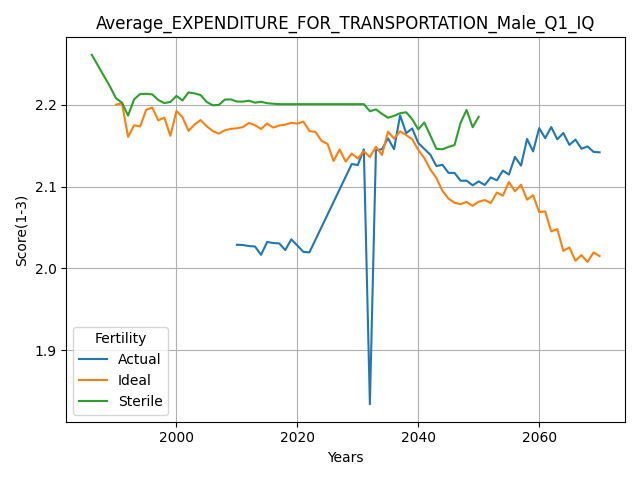 Average_EXPENDITURE_FOR_TRANSPORTATION_Male_Q1_IQ
Score(1-3)
2.2
2.1
2.0
1.9
Fertility
Actual
Ideal
Sterile
2000
2020
2040
2060
Years